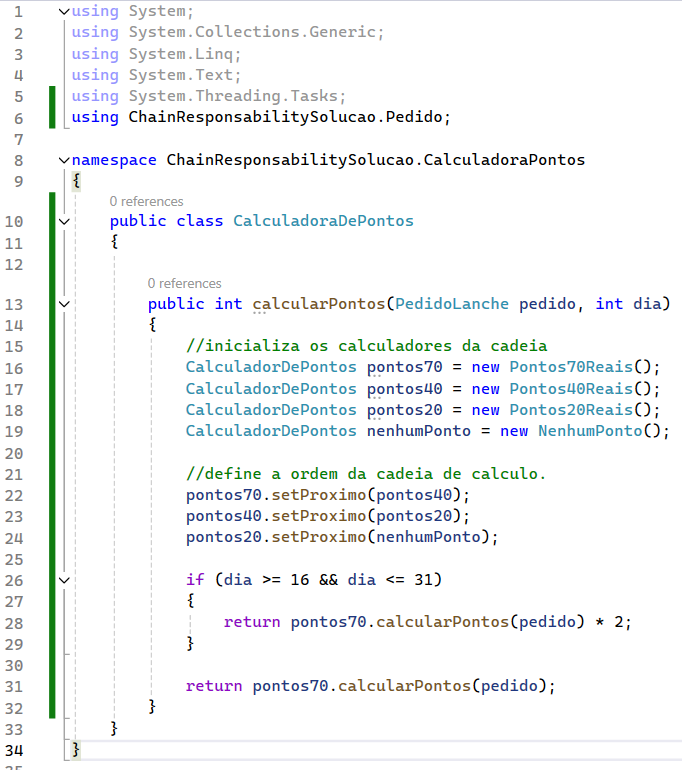 1 using System;
2 using System.Collections.Generic;
3 using System.Linq;
4 using System.Text;
5 using System.Threading.Tasks;
6 using ChainResponsabilitySolucao.Pedido;
7
8 namespace ChainResponsabilitySolucao.CalculadoraPontos
9 {
0 references
10 public class CalculadoraDePontos
11 {
12
0 references
13 public int calcularPontos(PedidoLanche pedido, int dia)
14 {
15 //inicializa os calculadores da cadeia
16 CalculadorDePontos pontos70 = new Pontos70Reais();
17 CalculadorDePontos pontos40 = new Pontos40Reais();
18 CalculadorDePontos pontos20 = new Pontos20Reais();
19 CalculadorDePontos nenhumPonto = new NenhumPonto();
20
21 //define a ordem da cadeia de calculo.
22 pontos70.setProximo(pontos40);
23 pontos40.setProximo(pontos20);
24 pontos20.setProximo(nenhumPonto);
25
26 if (dia >= 16 && dia <= 31)
27 {
28 return pontos70.calcularPontos(pedido) * 2;
29 }
30
31 return pontos70.calcularPontos(pedido);
32 }
33 }
34 }